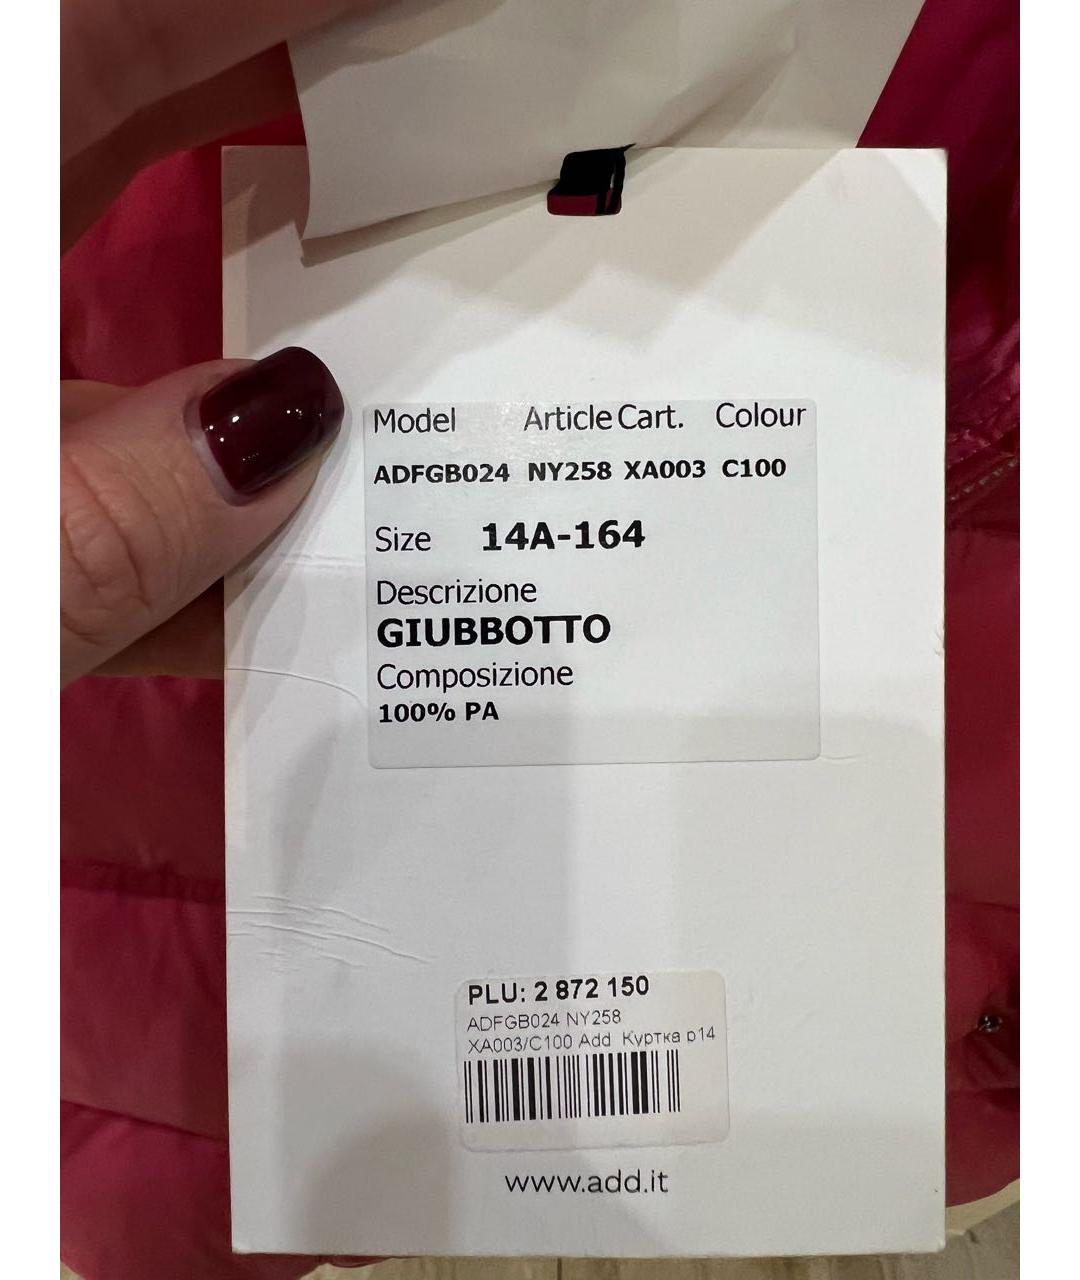 Model Article Cart. Colour
ADFGB024 NY258 XA003 C100
Size 14A-164
Descrizione
GIUBBOTTO
Composizione
100% PA
PLU: 2 872 150
ADFGB024 NY258
XA003/C100 Add Куртка р14
www.add.it